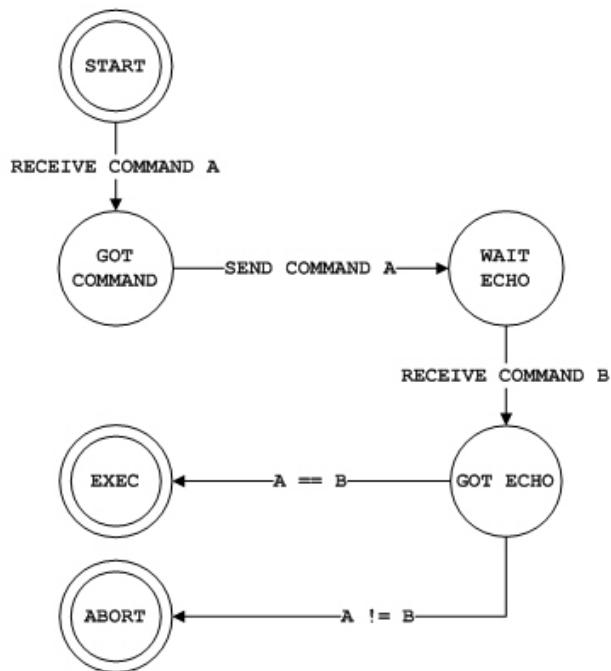 START
RECEIVE COMMAND A
GOT
COMMAND
SEND COMMAND A
WAIT
ECHO
RECEIVE COMMAND B
EXEC
A == B
GOT ECHO
ABORT
A != B